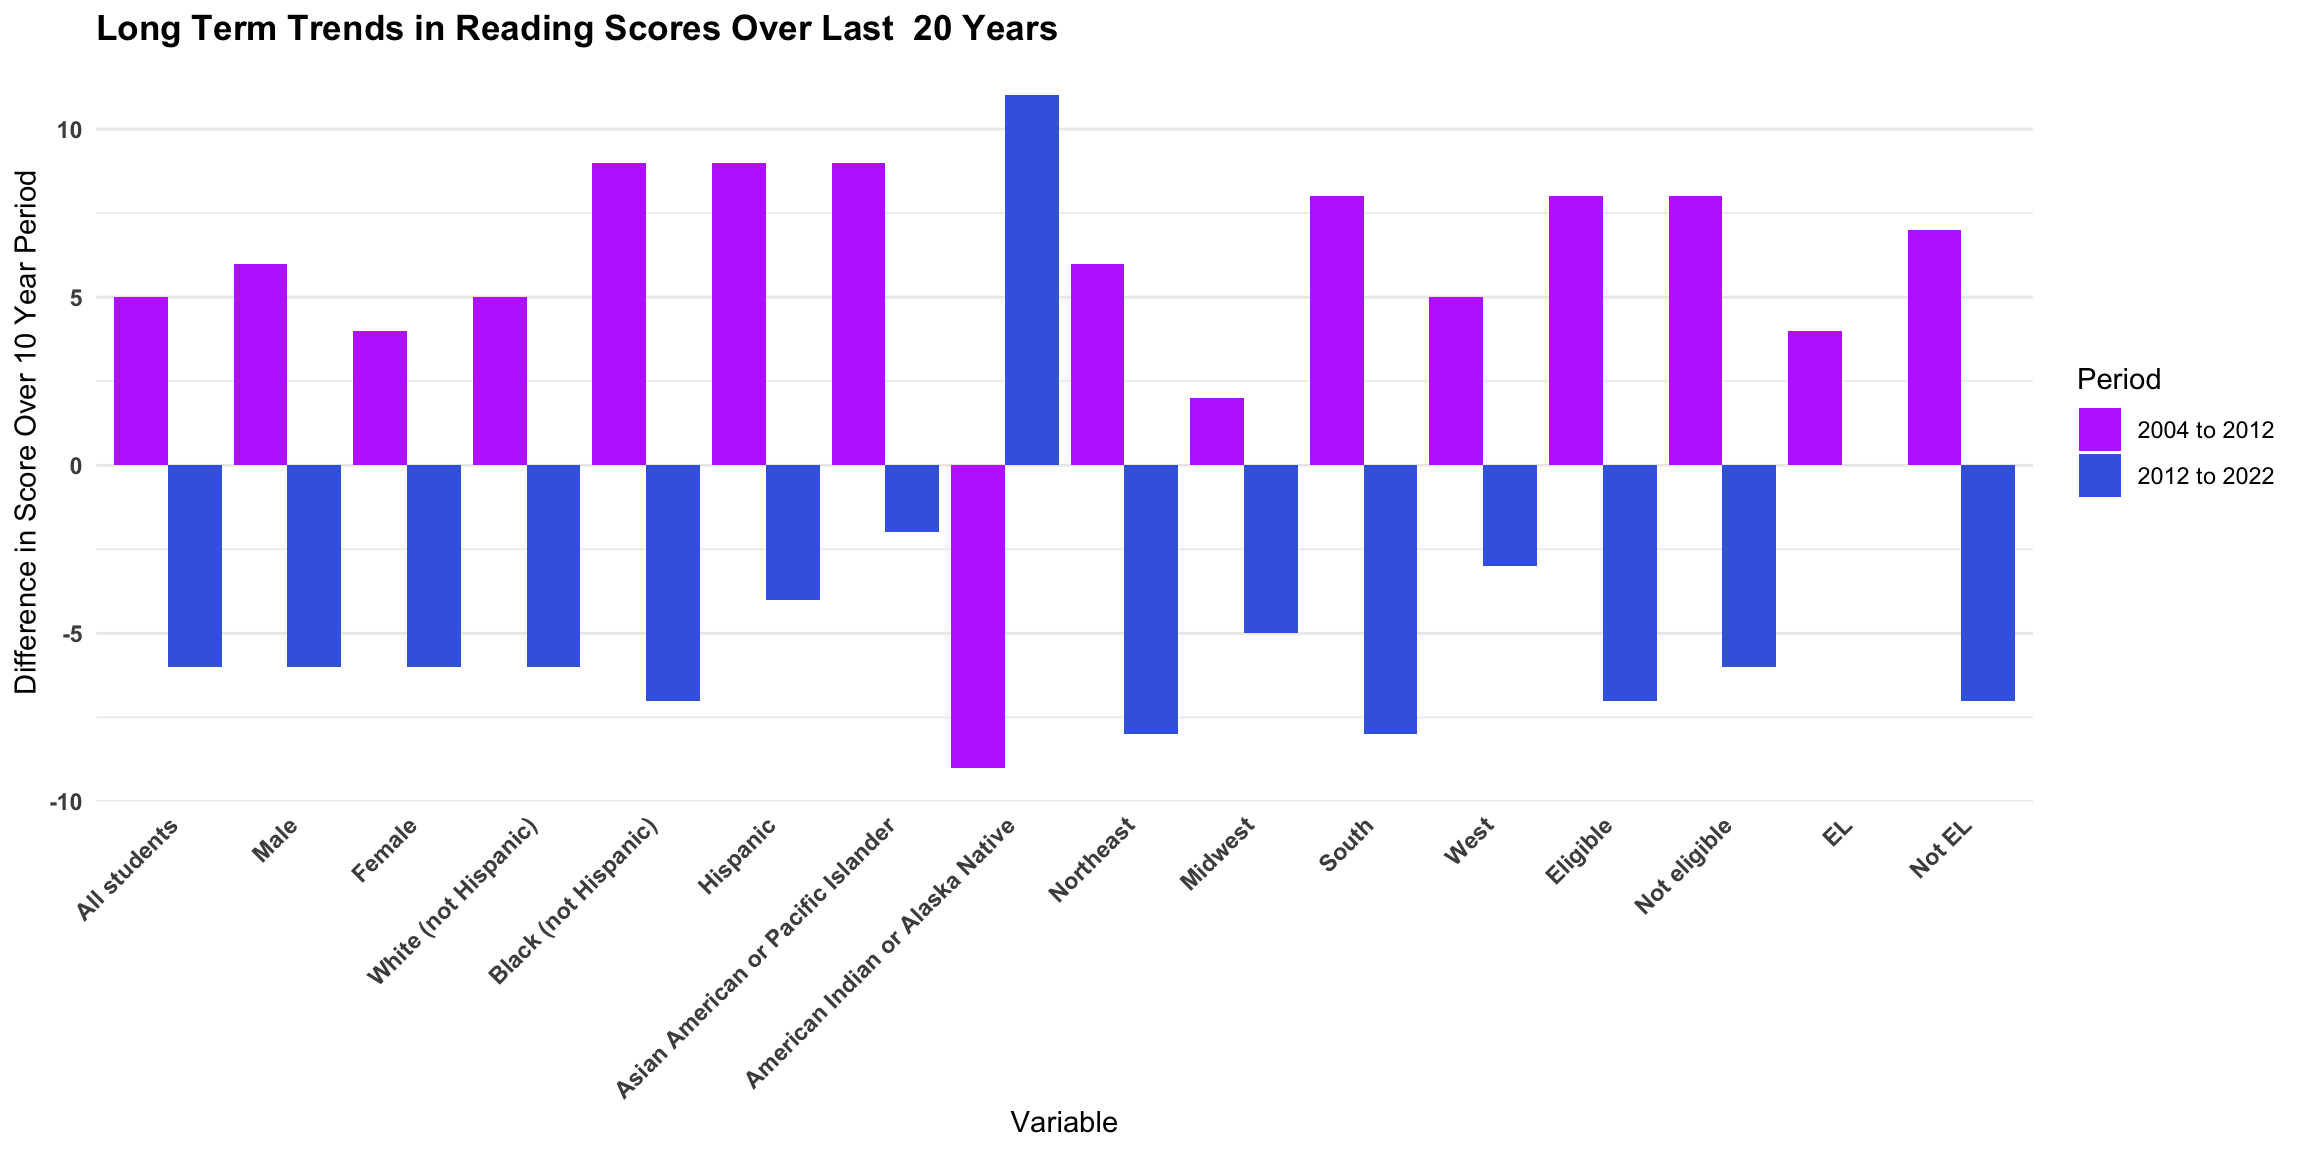 Long Term Trends in Reading Scores Over Last  20 Years
Difference in Score Over 10 Year Period
10
5
0
-5
-10
All students
Male
Female
White (not Hispanic)
Black (not Hispanic)
Hispanic
Asian American or Pacific Islander
American Indian or Alaska Native
Northeast
Midwest
South
West
Eligible
Not eligible
EL
Not EL
Variable
Period
2004 to 2012
2012 to 2022